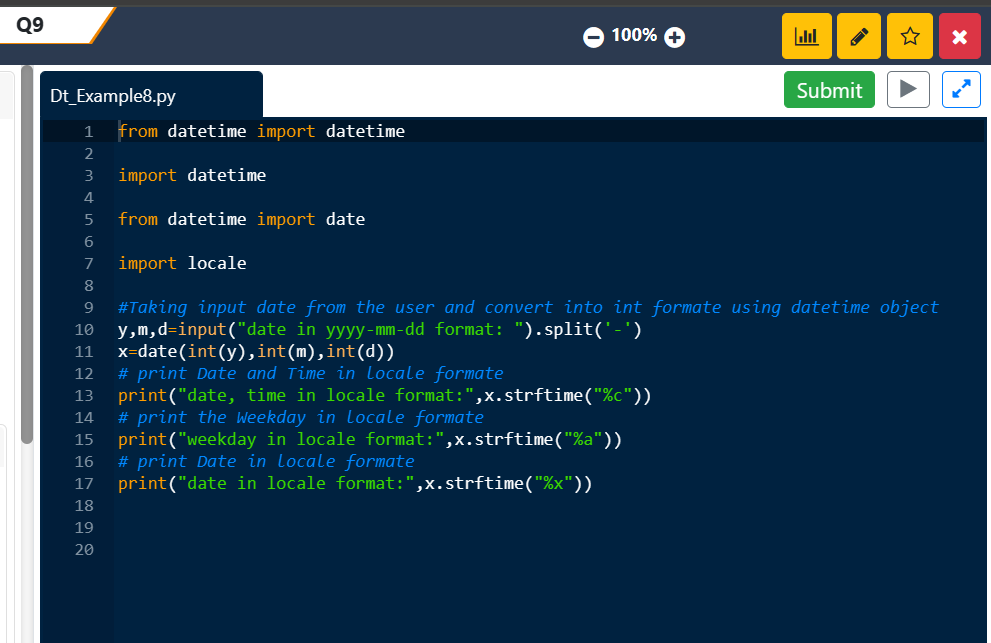 Q9
100%
Dt_Example8.py
Submit
1 from datetime import datetime
2
3 import datetime
4
5 from datetime import date
6
7 import locale
8
9 #Taking input date from the user and convert into int formate using datetime object
10 y,m,d=input("date in yyyy-mm-dd format: ").split('-')
11 x=date(int(y),int(m),int(d))
12 # print Date and Time in locale formate
13 print("date, time in locale format:",x.strftime("%c"))
14 # print the Weekday in locale formate
15 print("weekday in locale format:",x.strftime("%a"))
16 # print Date in locale formate
17 print("date in locale format:",x.strftime("%x"))
18
19
20